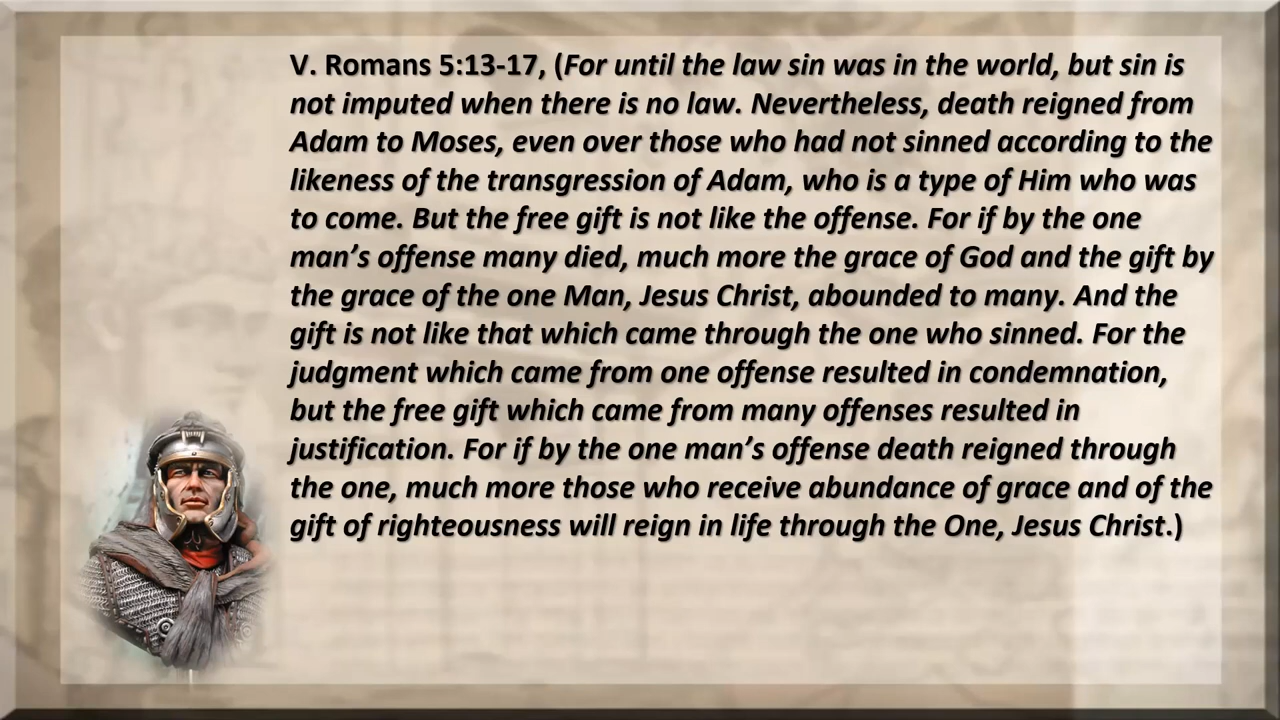 V. Romans 5:13-17, (For until the law sin was in the world, but sin is
not imputed when there is no law. Nevertheless, death reigned from
Adam to Moses, even over those who had not sinned according to the
likeness of the transgression of Adam, who is a type of Him who was
to come. But the free gift is not like the offense. For if by the one
man’s offense many died, much more the grace of God and the gift by
the grace of the one Man, Jesus Christ, abounded to many. And the
gift is not like that which came through the one who sinned. For the
judgment which came from one offense resulted in condemnation,
but the free gift which came from many offenses resulted in
justification. For if by the one man’s offense death reigned through
the one, much more those who receive abundance of grace and of the
gift of righteousness will reign in life through the One, Jesus Christ.)